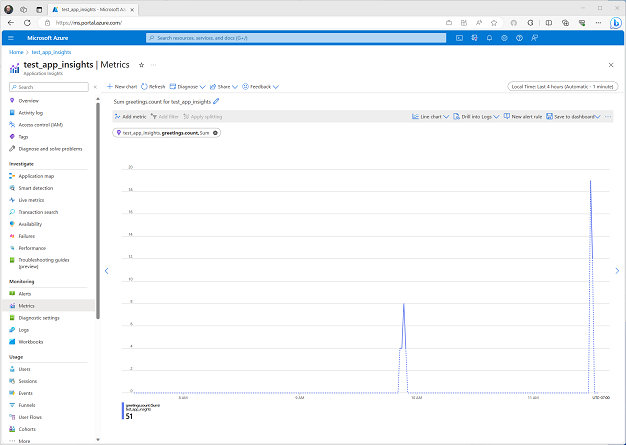 test_app_insights - Microsoft Az
https://ms.portal.azure.com/
Microsoft Azure
Search resources, services, and docs (G+/)
Home > test_app_insights
test_app_insights | Metrics
Application Insights
Search
New chart
Refresh
Diagnose
Share
Feedback
Local Time: Last 4 hours (Automatic - 1 minute)
Overview
Activity log
Access control (IAM)
Tags
Diagnose and solve problems
Investigate
Application map
Smart detection
Live metrics
Transaction search
Availability
Failures
Performance
Troubleshooting guides
(preview)
Monitoring
Alerts
Metrics
Diagnostic settings
Logs
Workbooks
Usage
Users
Sessions
Events
Funnels
User Flows
Cohorts
More
Sum greetings.count for test_app_insights
Add metric
Add filter
Apply splitting
Line chart
Drill into Logs
New alert rule
Save to dashboard
test_app_insights, greetings.count, Sum
20
18
16
14
12
10
8
6
4
2
0
8 AM
9 AM
10 AM
11 AM
UTC-07:00
greetings.count (Sum)
test_app_insights
51